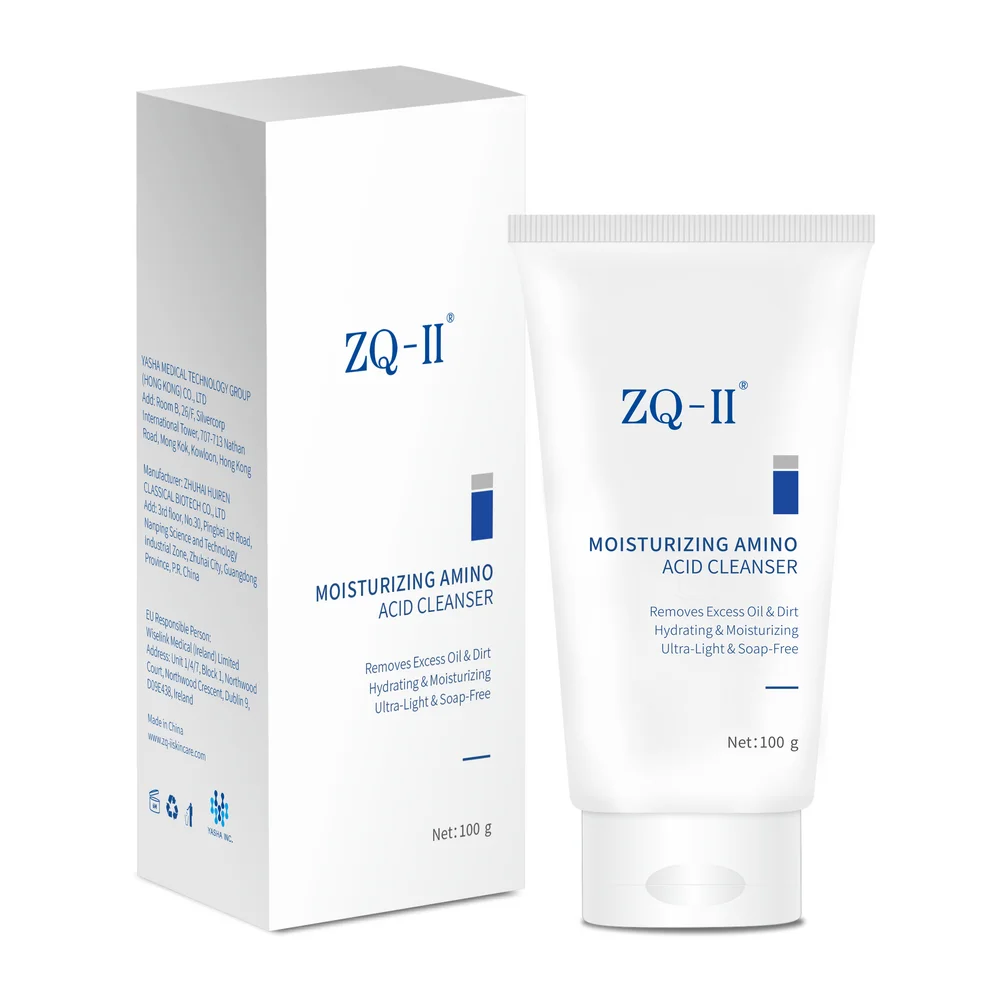 YASHA MEDICAL TECHNOLOGY GROUP
(HONG KONG) CO., LTD
Add: Room B, 26/F, Silvercorp
International Tower, 707-713 Nathan
Road, Mong Kok, Kowloon, Hong Kong
Manufacturer: ZHUHAI HUIREN
CLASSICAL BIOTECH CO., LTD
Add: 3rd floor, No.30, Pingbei 1st Road,
Nanping Science and Technology
Industrial Zone, Zhuhai City, Guangdong
Province, P.R. China
EU Responsible Person:
Wiselink Medical (Ireland) Limited
Address: Unit 1/4/7, Block 1, Northwood
Court, Northwood Crescent, Dublin 9,
D09E438, Ireland
Made in China
www.zq-iiskincare.com
YASHA INC.
ZQ-II®
MOISTURIZING AMINO
ACID CLEANSER
Removes Excess Oil & Dirt
Hydrating & Moisturizing
Ultra-Light & Soap-Free
Net: 100 g
ZQ-II®
MOISTURIZING AMINO
ACID CLEANSER
Removes Excess Oil & Dirt
Hydrating & Moisturizing
Ultra-Light & Soap-Free
Net: 100 g